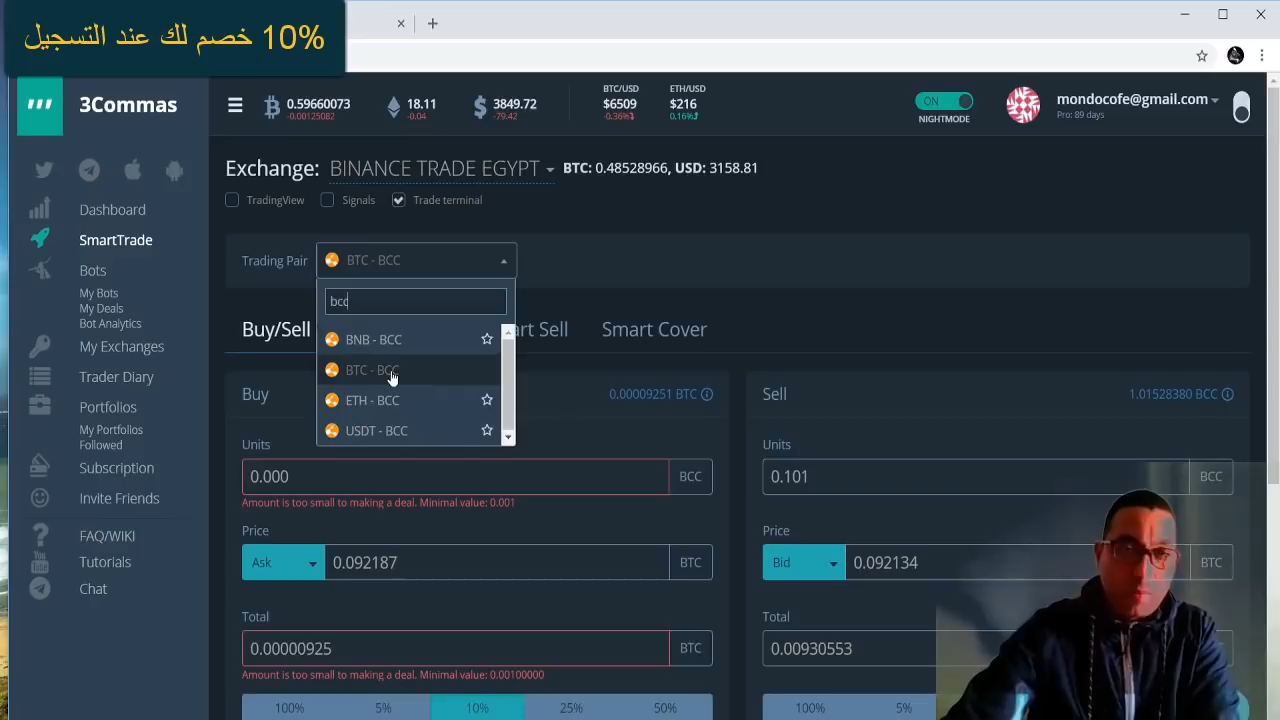 10% خصم لك عند التسجيل
3Commas
0.59660073
-0.00125082
18.11
-0.04
3849.72
-79.42
BTC/USD
$6509
-0.36%
ETH/USD
$216
0.16%
ON
NIGHTMODE
mondocofe@gmail.com
Pro: 89 days
Dashboard
SmartTrade
Bots
My Bots
My Deals
Bot Analytics
My Exchanges
Trader Diary
Portfolios
My Portfolios
Followed
Subscription
Invite Friends
FAQ/WIKI
Tutorials
Chat
Exchange: BINANCE TRADE EGYPT BTC: 0.48528966, USD: 3158.81
TradingView Signals Trade terminal
Trading Pair BTC - BCC
bcc
BNB - BCC
BTC - BCC
ETH - BCC
USDT - BCC
Buy/Sell Sell Smart Cover
Buy 0.00009251 BTC
Units
0.000 BCC
Amount is too small to making a deal. Minimal value: 0.001
Price
Ask 0.092187 BTC
Total
0.00000925 BTC
Amount is too small to making a deal. Minimal value: 0.00100000
100% 5% 10% 25% 50%
Sell 1.01528380 BCC
Units
0.101 BCC
Price
Bid 0.092134 BTC
Total
0.00930553 BTC
100% 5%